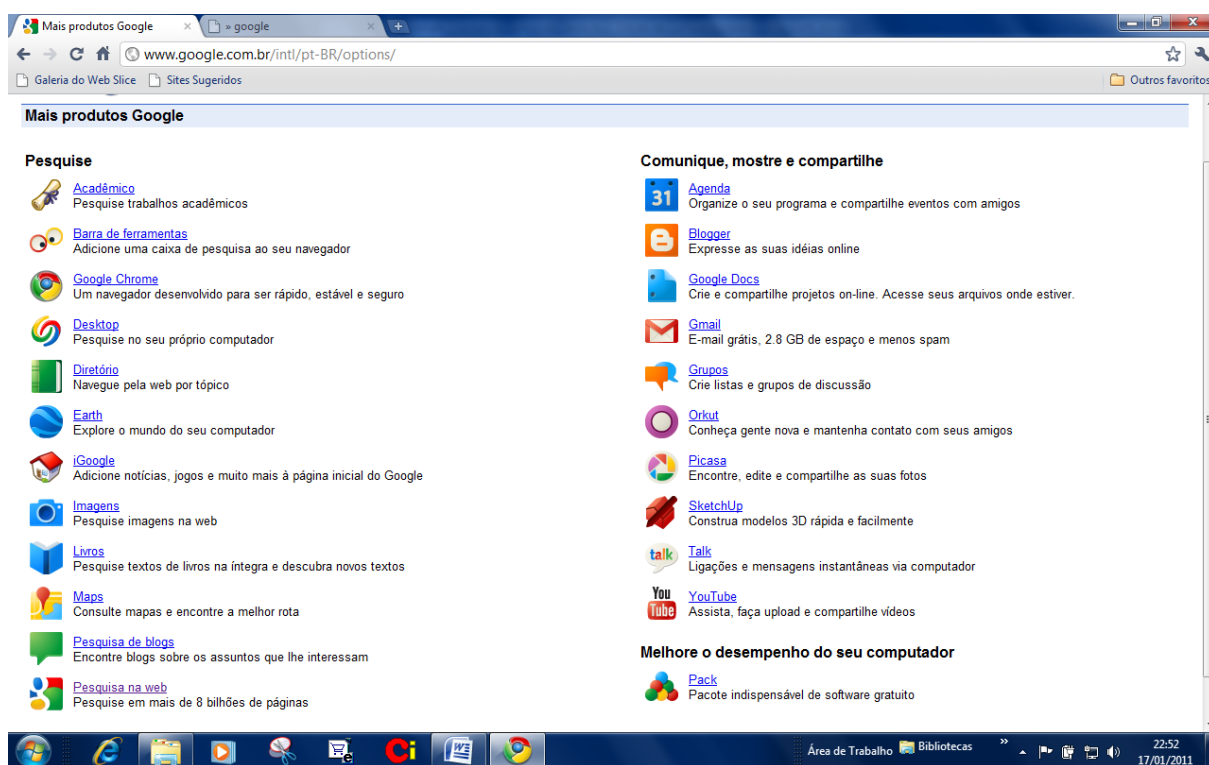 Mais produtos Google
» google
www.google.com.br/intl/pt-BR/options/
Galeria do Web Slice
Sites Sugeridos
Outros favoritos
Mais produtos Google
Pesquise
Acadêmico
Pesquise trabalhos acadêmicos
Barra de ferramentas
Adicione uma caixa de pesquisa ao seu navegador
Google Chrome
Um navegador desenvolvido para ser rápido, estável e seguro
Desktop
Pesquise no seu próprio computador
Diretório
Navegue pela web por tópico
Earth
Explore o mundo do seu computador
iGoogle
Adicione notícias, jogos e muito mais à página inicial do Google
Imagens
Pesquise imagens na web
Livros
Pesquise textos de livros na íntegra e descubra novos textos
Maps
Consulte mapas e encontre a melhor rota
Pesquisa de blogs
Encontre blogs sobre os assuntos que lhe interessam
Pesquisa na web
Pesquise em mais de 8 bilhões de páginas
Comunique, mostre e compartilhe
31
Agenda
Organize o seu programa e compartilhe eventos com amigos
Blogger
Expresse as suas idéias online
Google Docs
Crie e compartilhe projetos on-line. Acesse seus arquivos onde estiver.
Gmail
E-mail grátis, 2.8 GB de espaço e menos spam
Grupos
Crie listas e grupos de discussão
Orkut
Conheça gente nova e mantenha contato com seus amigos
Picasa
Encontre, edite e compartilhe as suas fotos
SketchUp
Construa modelos 3D rápida e facilmente
talk
Talk
Ligações e mensagens instantâneas via computador
You
Tube
YouTube
Assista, faça upload e compartilhe vídeos
Melhore o desempenho do seu computador
Pack
Pacote indispensável de software gratuito
Ci
Área de Trabalho
Bibliotecas
»
22:52
17/01/2011